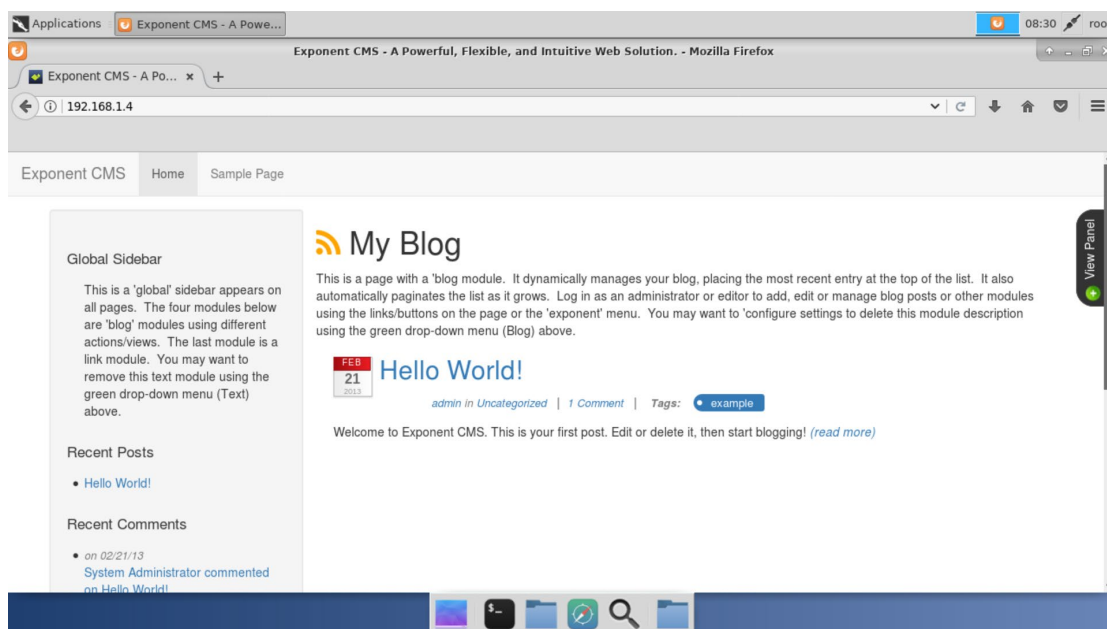 Applications
Exponent CMS - A Powe...
08:30
roo
Exponent CMS - A Powerful, Flexible, and Intuitive Web Solution. - Mozilla Firefox
Exponent CMS - A Po...
192.168.1.4
Exponent CMS
Home
Sample Page
Global Sidebar
This is a 'global' sidebar appears on
all pages. The four modules below
are 'blog' modules using different
actions/views. The last module is a
link module. You may want to
remove this text module using the
green drop-down menu (Text)
above.
Recent Posts
Hello World!
Recent Comments
on 02/21/13
System Administrator commented
on Hello World!
My Blog
This is a page with a 'blog module. It dynamically manages your blog, placing the most recent entry at the top of the list. It also
automatically paginates the list as it grows. Log in as an administrator or editor to add, edit or manage blog posts or other modules
using the links/buttons on the page or the 'exponent' menu. You may want to 'configure settings to delete this module description
using the green drop-down menu (Blog) above.
FEB
21
2013
Hello World!
admin in Uncategorized | 1 Comment | Tags: example
Welcome to Exponent CMS. This is your first post. Edit or delete it, then start blogging! (read more)
View Panel
$_